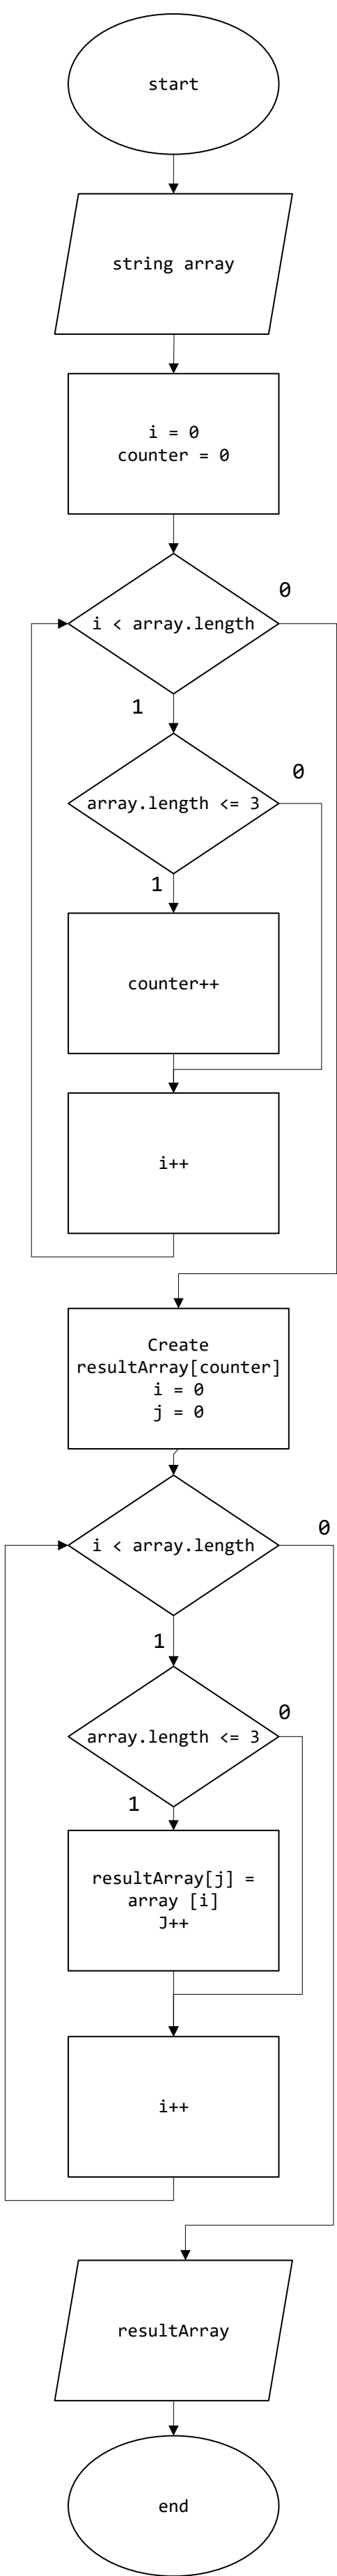 start
string array
i = 0
counter = 0
0
i < array.length
1
0
array.length <= 3
1
counter++
i++
Create
resultArray[counter]
i = 0
j = 0
0
i < array.length
1
0
array.length <= 3
1
resultArray[j] =
array [i]
J++
i++
resultArray
end